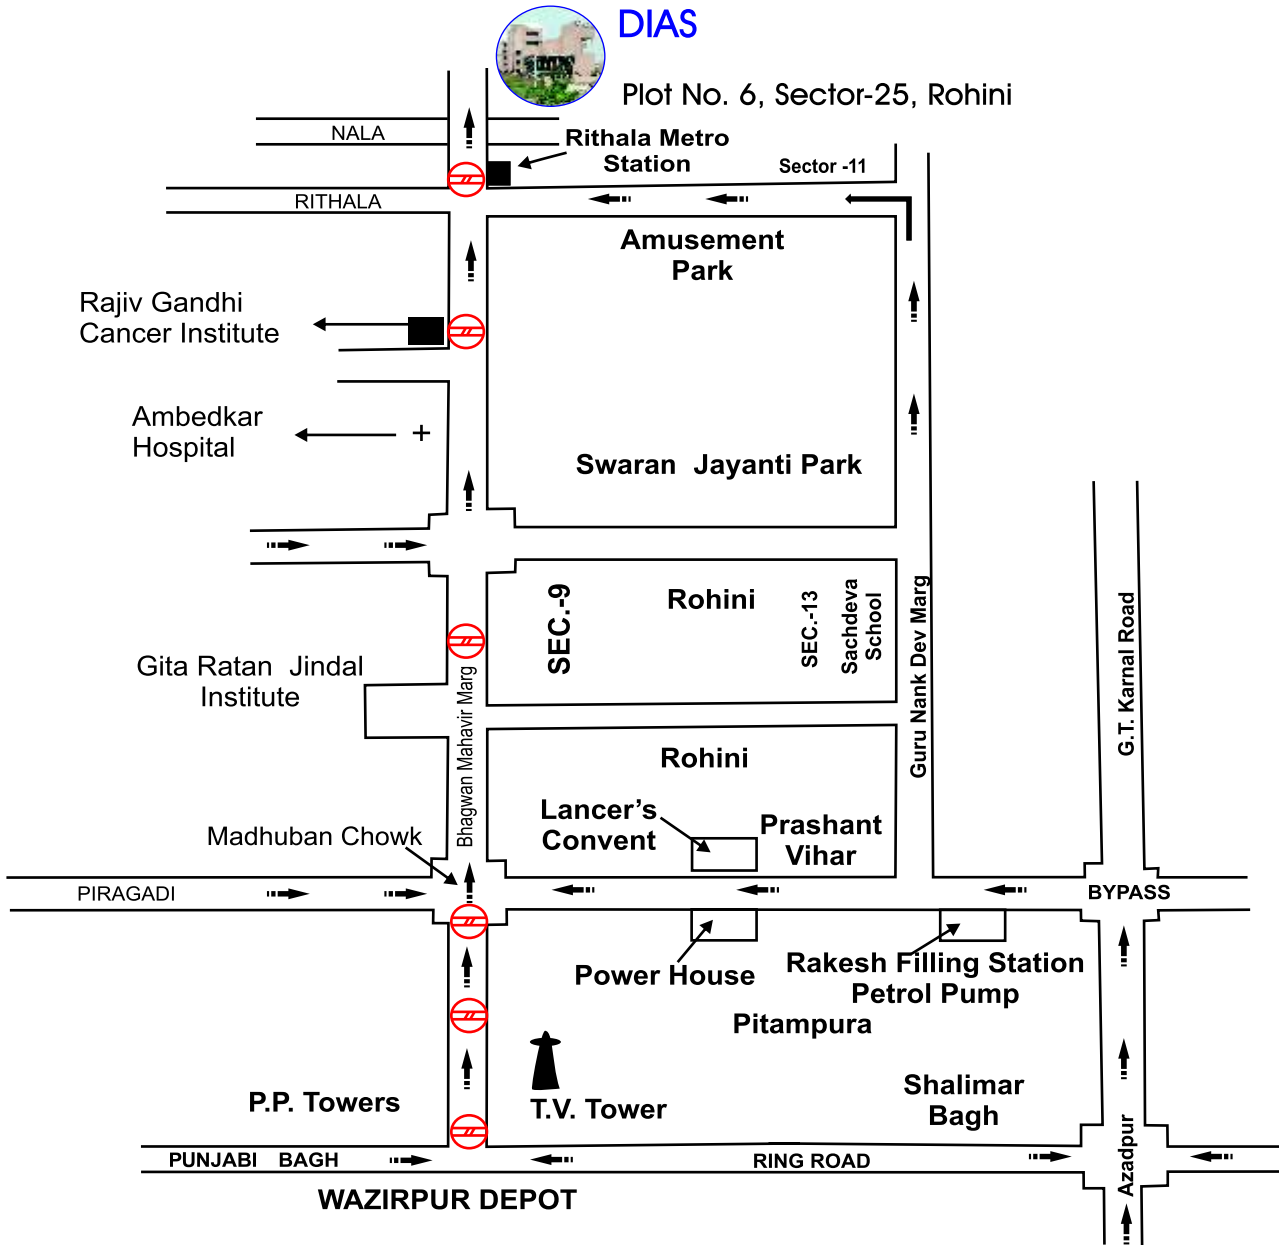 DIAS
Plot No. 6, Sector-25, Rohini
NALA
Rithala Metro
Station
Sector -11
RITHALA
Amusement
Park
Rajiv Gandhi
Cancer Institute
Ambedkar
Hospital
Swaran Jayanti Park
SEC.-9
Rohini
SEC.-13
Sachdeva
School
Guru Nank Dev Marg
G.T. Karnal Road
Gita Ratan Jindal
Institute
Bhagwan Mahavir Marg
Rohini
Lancer's
Convent
Prashant
Vihar
Madhuban Chowk
PIRAGADI
BYPASS
Power House
Rakesh Filling Station
Petrol Pump
Pitampura
Shalimar
Bagh
P.P. Towers
T.V. Tower
Azadpur
PUNJABI BAGH
RING ROAD
WAZIRPUR DEPOT